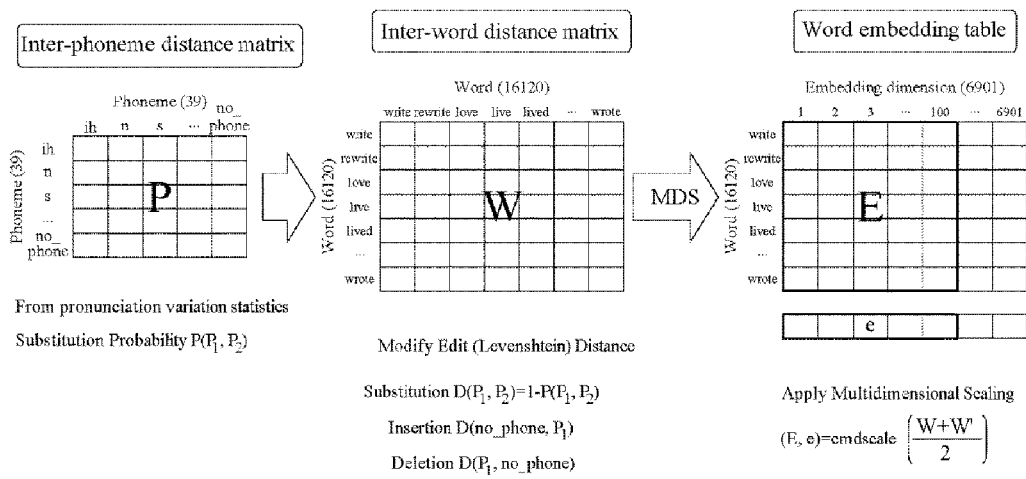 Inter-phoneme distance matrix
Phoneme (39)
ih n s ... no_phone
Phoneme (39)
ih
n
s
...
no_phone
P
From pronunciation variation statistics
Substitution Probability P(P₁, P₂)
Inter-word distance matrix
Word (16120)
write rewrite love live lived ... wrote
Word (16120)
write
rewrite
love
live
lived
...
wrote
W
Modify Edit (Levenshtein) Distance
Substitution D(P₁, P₂)=1-P(P₁, P₂)
Insertion D(no_phone, P₁)
Deletion D(P₁, no_phone)
MDS
Word embedding table
Embedding dimension (6901)
1 2 3 ... 100 ... 6901
Word (16120)
write
rewrite
love
live
lived
...
wrote
E
e
Apply Multidimensional Scaling
(E, e)=cmdscale (W+W'/2)